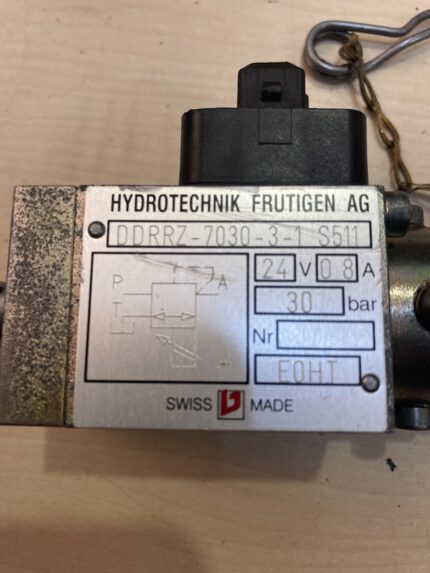 HYDROTECHNIK FRUTIGEN AG
DDRRZ-7030-3-1 S511
P A
T
24 V 0 8 A
30 bar
Nr
EOHT
SWISS MADE